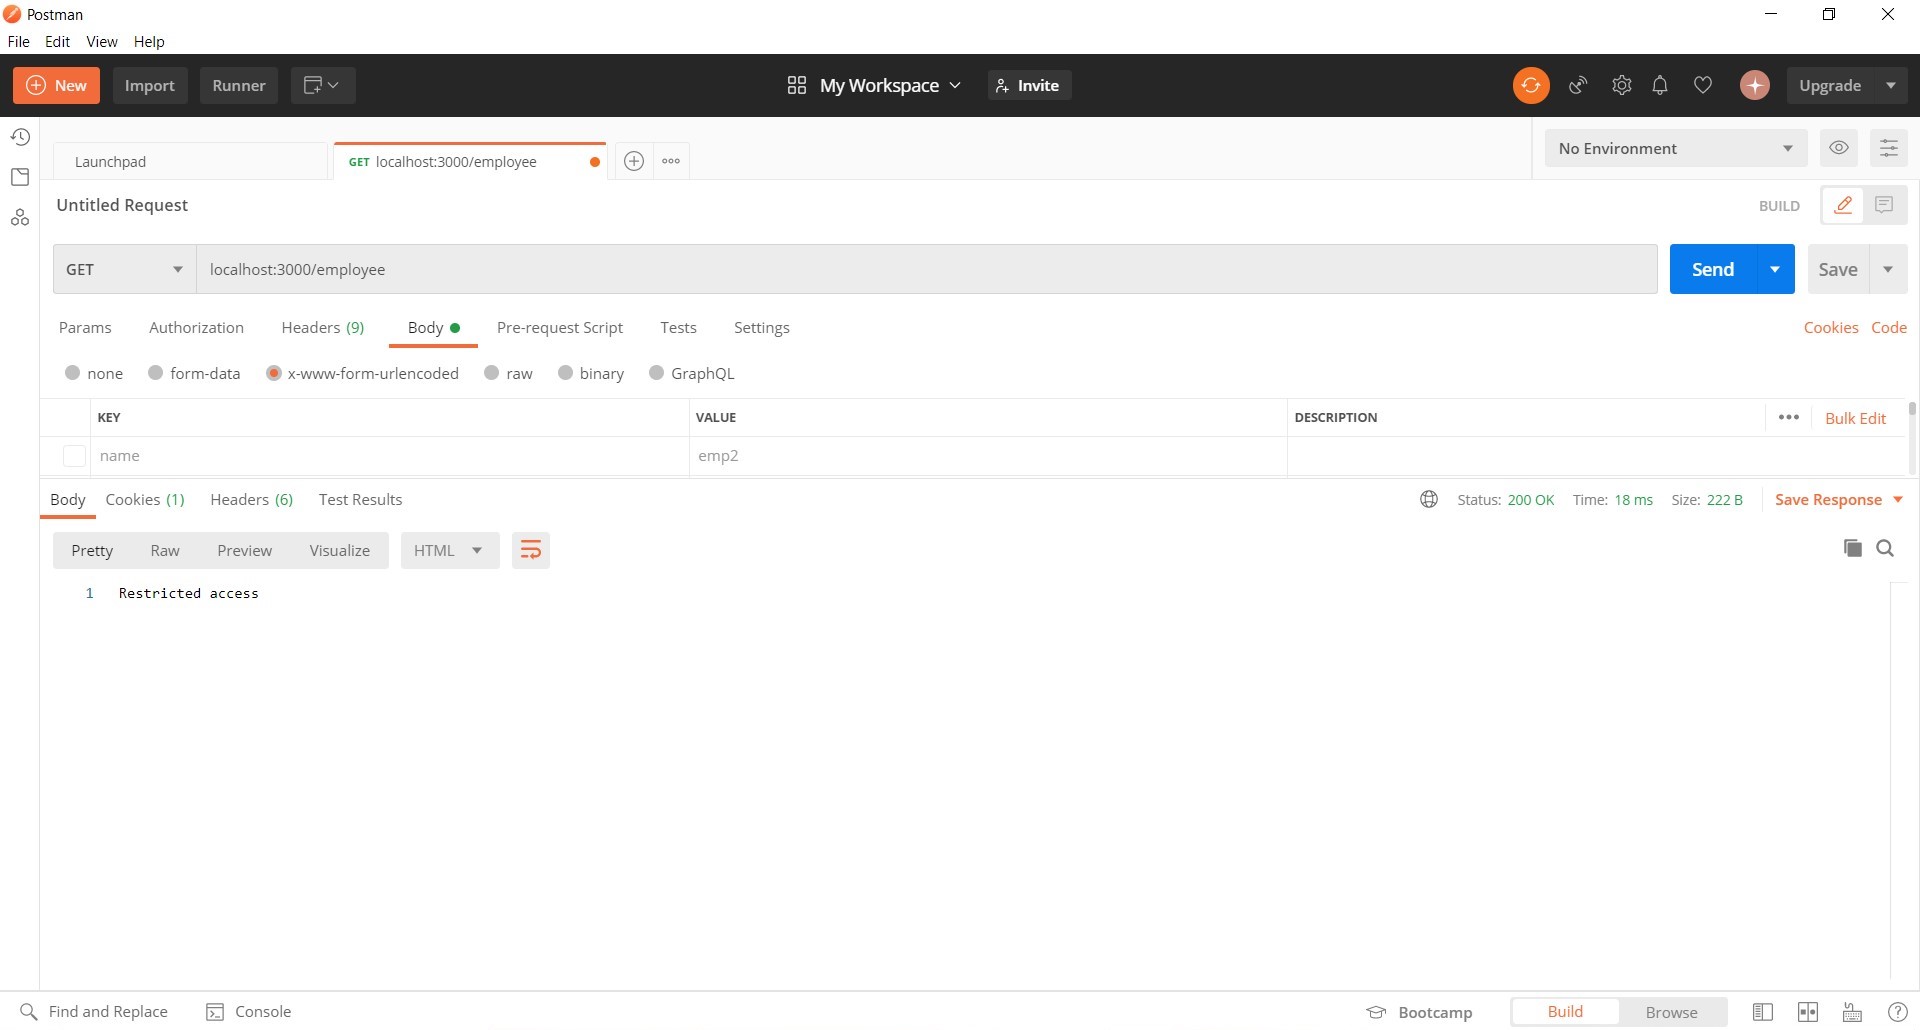 Postman
File Edit View Help
New Import Runner My Workspace Invite Upgrade
Launchpad GET localhost:3000/employee No Environment
Untitled Request BUILD
GET localhost:3000/employee Send Save
Params Authorization Headers (9) Body Pre-request Script Tests Settings Cookies Code
none form-data x-www-form-urlencoded raw binary GraphQL
KEY VALUE DESCRIPTION Bulk Edit
name emp2
Body Cookies (1) Headers (6) Test Results Status: 200 OK Time: 18 ms Size: 222 B Save Response
Pretty Raw Preview Visualize HTML
1 Restricted access
Find and Replace Console Bootcamp Build Browse